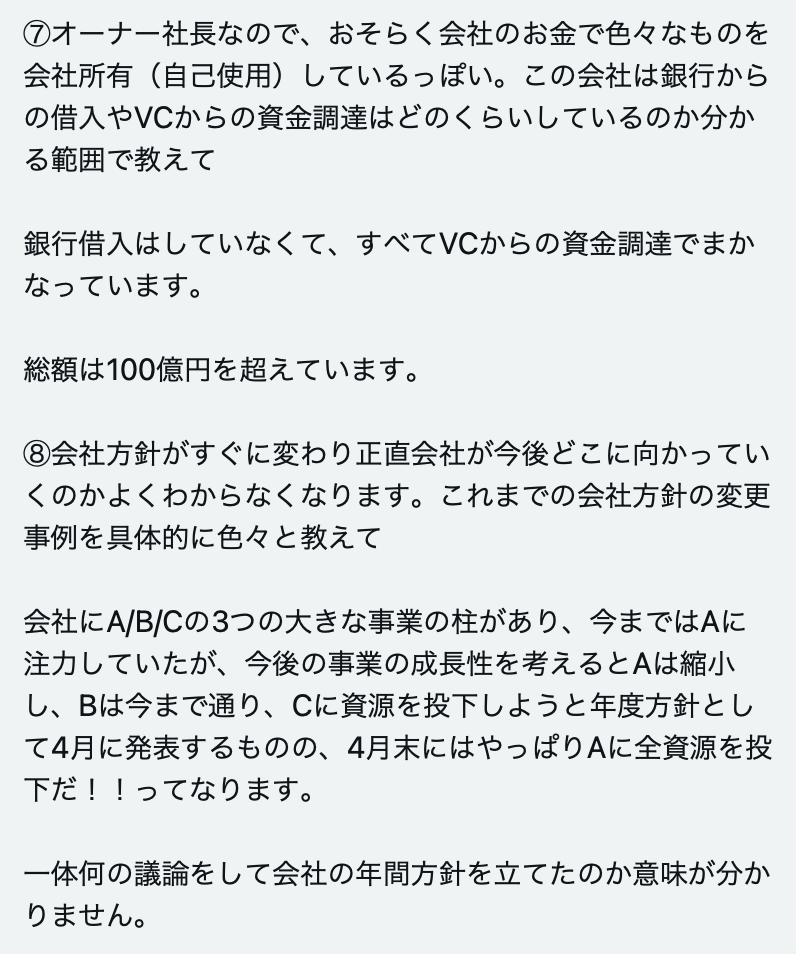 ⑦オーナー社長なので、おそらく会社のお金で色々なものを
会社所有（自己使用）しているっぽい。この会社は銀行から
の借入やVCからの資金調達はどのくらいしているのか分か
る範囲で教えて
銀行借入はしていなくて、すべてVCからの資金調達でまか
なっています。
総額は100億円を超えています。
⑧会社方針がすぐに変わり正直会社が今後どこに向かってい
くのかよくわからなくなります。これまでの会社方針の変更
事例を具体的に色々と教えて
会社にA/B/Cの3つの大きな事業の柱があり、今まではAに
注力していたが、今後の事業の成長性を考えるとAは縮小
し、Bは今まで通り、Cに資源を投下しようと年度方針とし
て4月に発表するものの、4月末にはやっぱりAに全資源を投
下だ！！ってなります。
一体何の議論をして会社の年間方針を立てたのか意味が分か
りません。